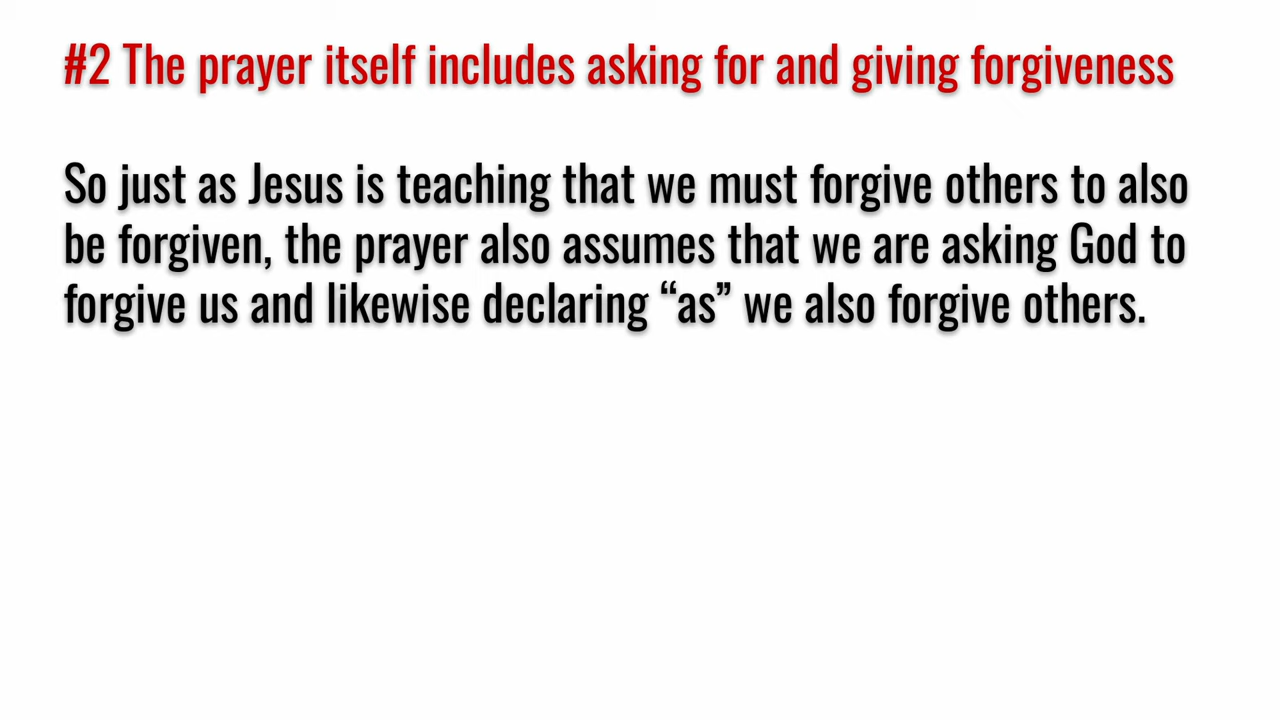 #2 The prayer itself includes asking for and giving forgiveness
So just as Jesus is teaching that we must forgive others to also
be forgiven, the prayer also assumes that we are asking God to
forgive us and likewise declaring “as” we also forgive others.